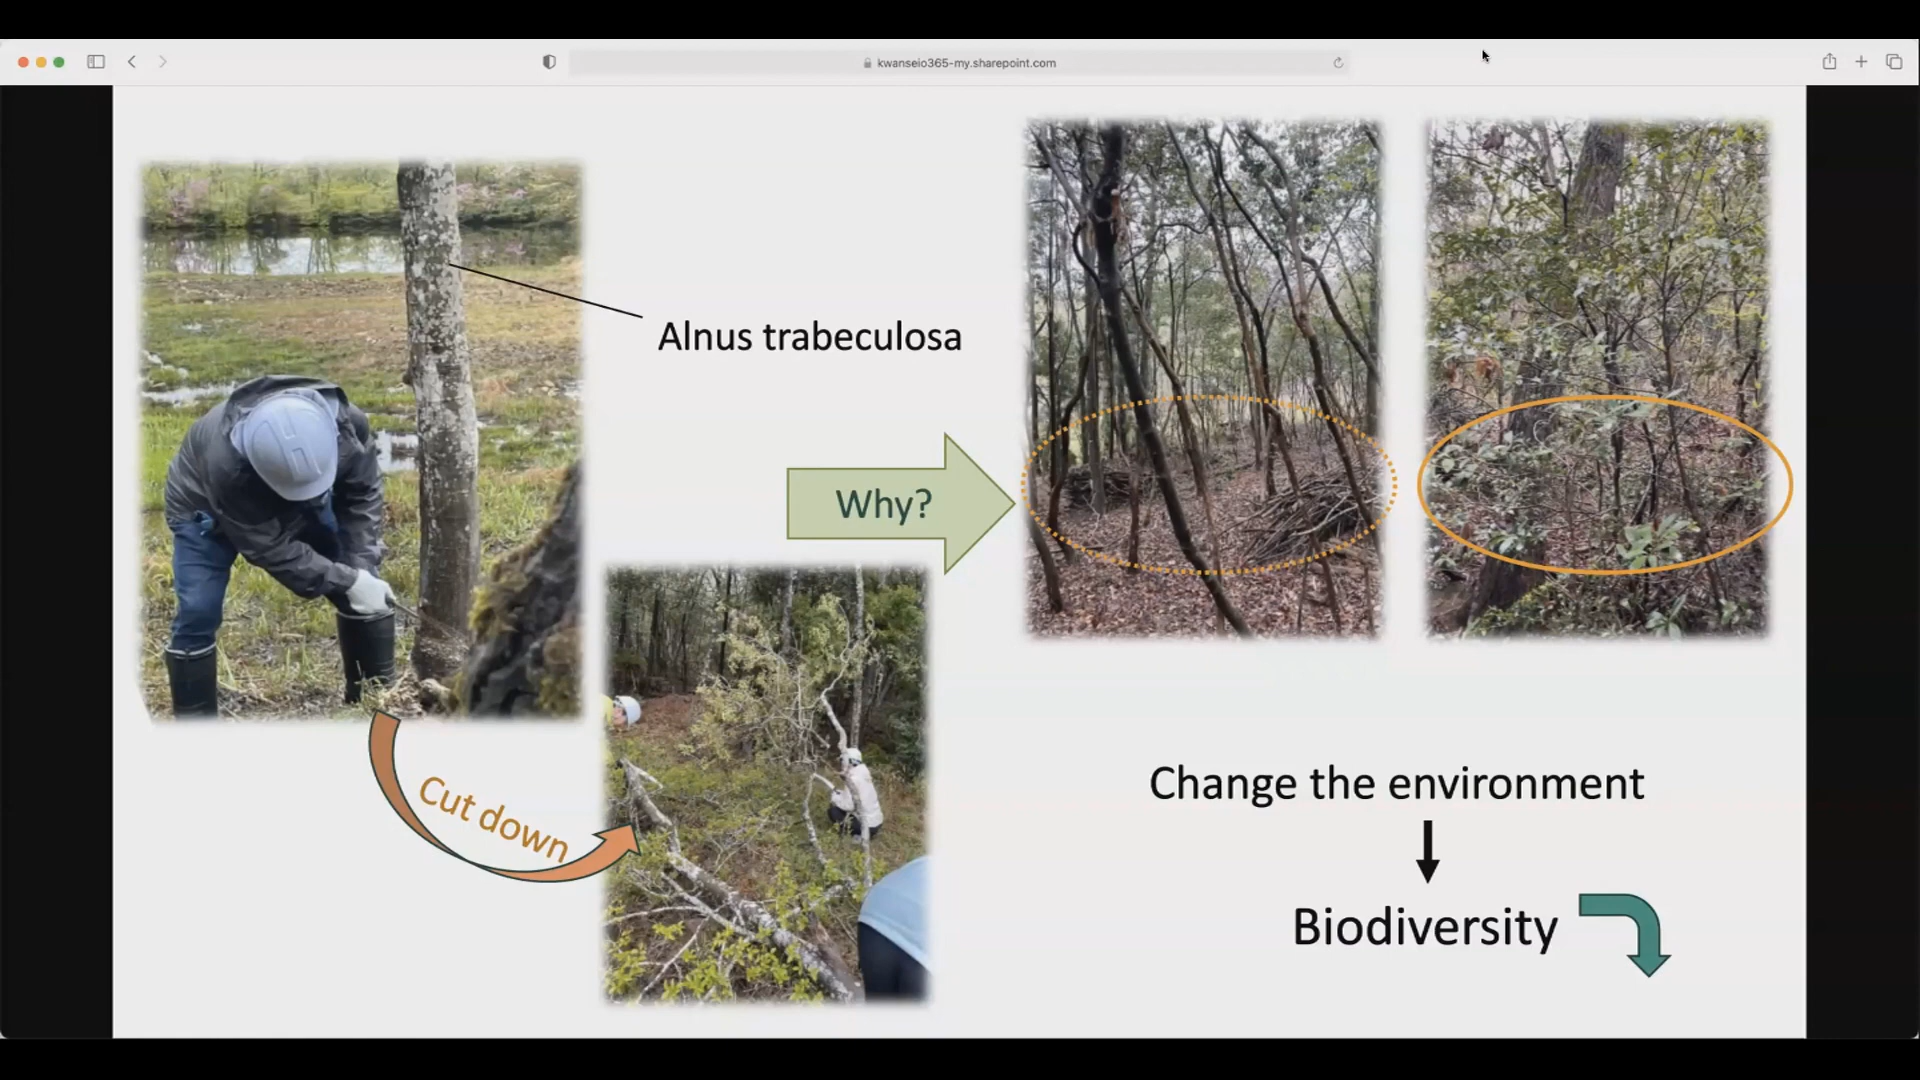 kwanseio365-my.sharepoint.com
Alnus trabeculosa
Why?
Cut down
Change the environment
Biodiversity